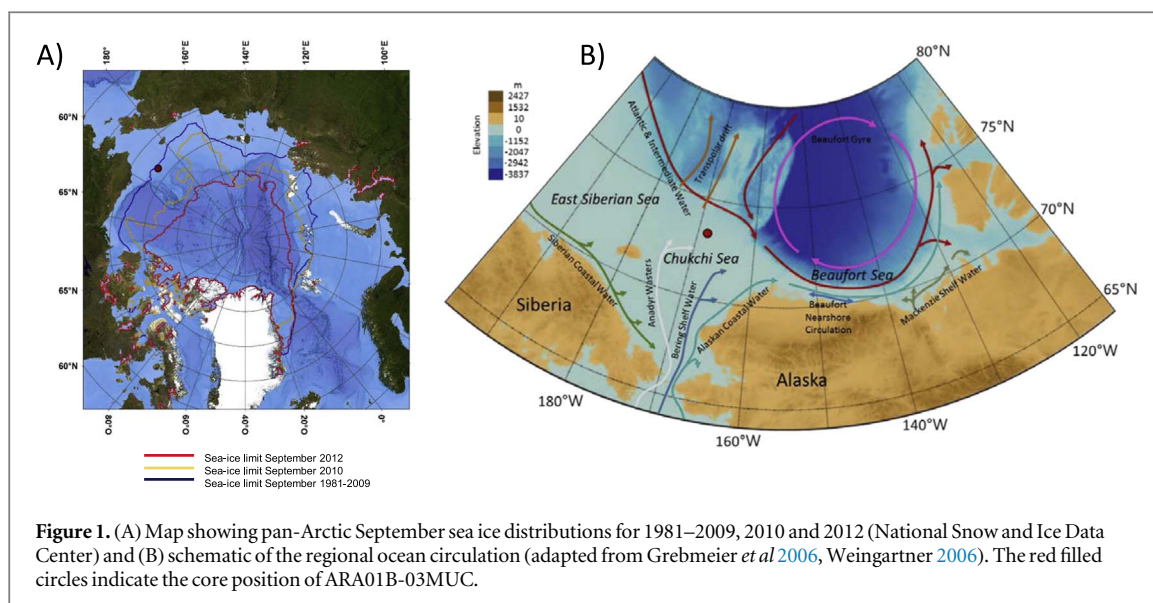 A)
180°
160°E
140°E
120°E
100°E
60°N
65°N
65°N
60°N
80°O
60°O
40°O
20°O
0°
Sea-ice limit September 2012
Sea-ice limit September 2010
Sea-ice limit September 1981-2009
B)
m
2427
1532
10
0
-1152
-2047
-2942
-3837
Elevation
80°N
75°N
70°N
65°N
120°W
140°W
160°W
180°W
Atlantic & Intermediate Water
Transpolar drift
Beaufort Gyre
East Siberian Sea
Chukchi Sea
Beaufort Sea
Siberian Coastal Water
Anadyr Wasters
Bering Shelf Water
Alaskan Coastal Water
Beaufort
Nearshore
Circulation
Mackenzie Shelf Water
Siberia
Alaska
Figure 1. (A) Map showing pan-Arctic September sea ice distributions for 1981–2009, 2010 and 2012 (National Snow and Ice Data
Center) and (B) schematic of the regional ocean circulation (adapted from Grebmeier et al 2006, Weingartner 2006). The red filled
circles indicate the core position of ARA01B-03MUC.